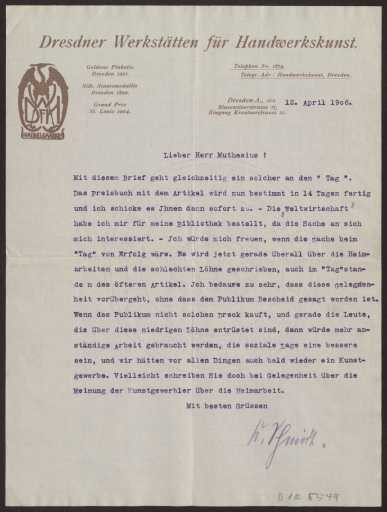 Dresdner Werkstätten für Handwerkskunst.
Goldene Plakette
Dresden 1901.
Silb. Staatsmedaille
Dresden 1900.
Grand Prix
St. Louis 1904.
Telephon Nr.
Telegr.-Adr.: Handwerkskunst, Dresden.
Dresden-A.,
12. April 1906.
Lieber Herr Muthesius !
Mit diesem Brief geht gleichzeitig ein solcher an den " Tag ".
Das Preisbuch mit dem Artikel wird nun bestimmt in 14 Tagen fertig
und ich schicke es Jhnen dann sofort zu. - Die "Weltwirtschaft"
habe ich mir für meine Bibliothek bestellt, da die Sache an sich
mich interessiert. - Jch würde mich freuen, wenn die Sache beim
"Tag" von Erfolg wäre. Es wird jetzt gerade überall über die Heim-
arbeiten und die schlechten Löhne geschrieben, auch im "Tag"stan-
de n des öfteren Artikel. Jch bedaure zu sehr, dass diese Gelegen-
heit vorübergeht, ohne dass dem Publikum Bescheid gesagt worden ist.
Wenn das Publikum nicht solchen Dreck kauft, und gerade die Leute,
die über diese niedrigen Löhne entrüstet sind, dann würde mehr an-
ständige Arbeit gebraucht werden, die soziale Lage eine bessere
sein, und wir hätten vor allen Dingen auch bald wieder ein Kunst-
gewerbe. Vielleicht schreiben Sie doch bei Gelegenheit über die
Meinung der Kunstgewerbler über die Heimarbeit.
Mit besten Grüssen
K. Schmidt.